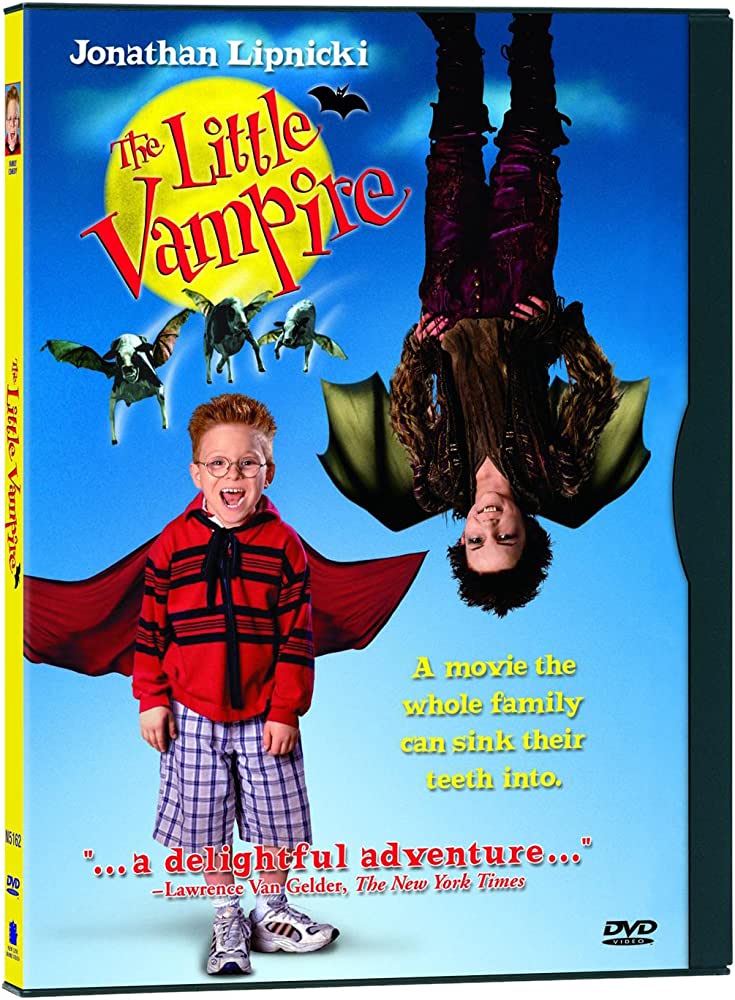 Jonathan Lipnicki
The Little
Vampire
A movie the
whole family
can sink their
teeth into.
"...a delightful adventure..."
–Lawrence Van Gelder, The New York Times
DVD
VIDEO
The Little Vampire
N5162
DVD